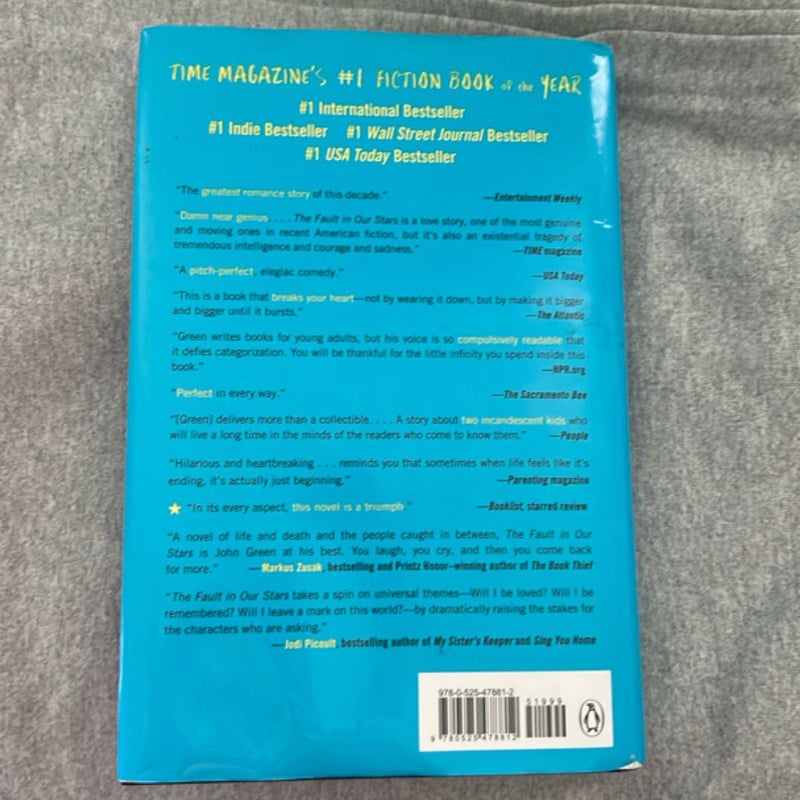 TIME MAGAZINE'S #1 FICTION BOOK of the YEAR
#1 International Bestseller
#1 Indie Bestseller #1 Wall Street Journal Bestseller
#1 USA Today Bestseller
"The greatest romance story of this decade."
—Entertainment Weekly
"Damn near genius . . . The Fault in Our Stars is a love story, one of the most genuine
and moving ones in recent American fiction, but it's also an existential tragedy of
tremendous intelligence and courage and sadness." —TIME magazine
"A pitch-perfect, elegiac comedy."
—USA Today
"This is a book that breaks your heart—not by wearing it down, but by making it bigger
and bigger until it bursts."
—The Atlantic
"Green writes books for young adults, but his voice is so compulsively readable that
it defies categorization. You will be thankful for the little infinity you spend inside this
book." —NPR.org
"Perfect in every way." —The Sacramento Bee
"[Green] delivers more than a collectible. . . . A story about two incandescent kids who
will live a long time in the minds of the readers who come to know them." —People
"Hilarious and heartbreaking . . . reminds you that sometimes when life feels like it's
ending, it's actually just beginning." —Parenting magazine
★ "In its every aspect, this novel is a triumph." —Booklist, starred review
"A novel of life and death and the people caught in between, The Fault in Our
Stars is John Green at his best. You laugh, you cry, and then you come back
for more." —Markus Zusak, bestselling and Printz Honor–winning author of The Book Thief
"The Fault in Our Stars takes a spin on universal themes—Will I be loved? Will I be
remembered? Will I leave a mark on this world?—by dramatically raising the stakes for
the characters who are asking."
—Jodi Picoult, bestselling author of My Sister's Keeper and Sing You Home
978-0-525-47881-2
51999
9 780525 478812